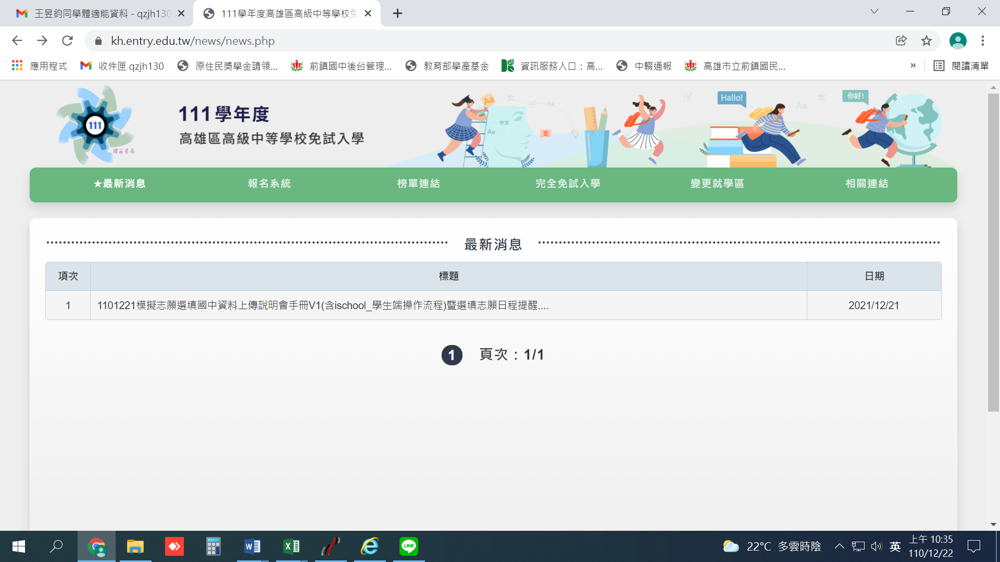 王昱鈞同學體適能資料 - qzjh130
111學年度高雄區高級中等學校免
kh.entry.edu.tw/news/news.php
應用程式
收件匣 qzjh130
原住民獎學金請領...
前鎮國中後台管理...
教育部學產基金
資訊服務入口：高...
中輟通報
高雄市立前鎮國民...
»
閱讀清單
111
111學年度
高雄區高級中等學校免試入學
Aa
文
Aa
中文
Aa
文
Hallo!
Aa
文
你好!
★最新消息
報名系統
榜單連結
完全免試入學
變更就學區
相關連結
最新消息
項次
標題
日期
1
1101221模擬志願選填國中資料上傳說明會手冊V1(含ischool_學生端操作流程)暨選填志願日程提醒....
2021/12/21
1
頁次：1/1
LINE
22°C 多雲時陰
英
上午 10:35
110/12/22